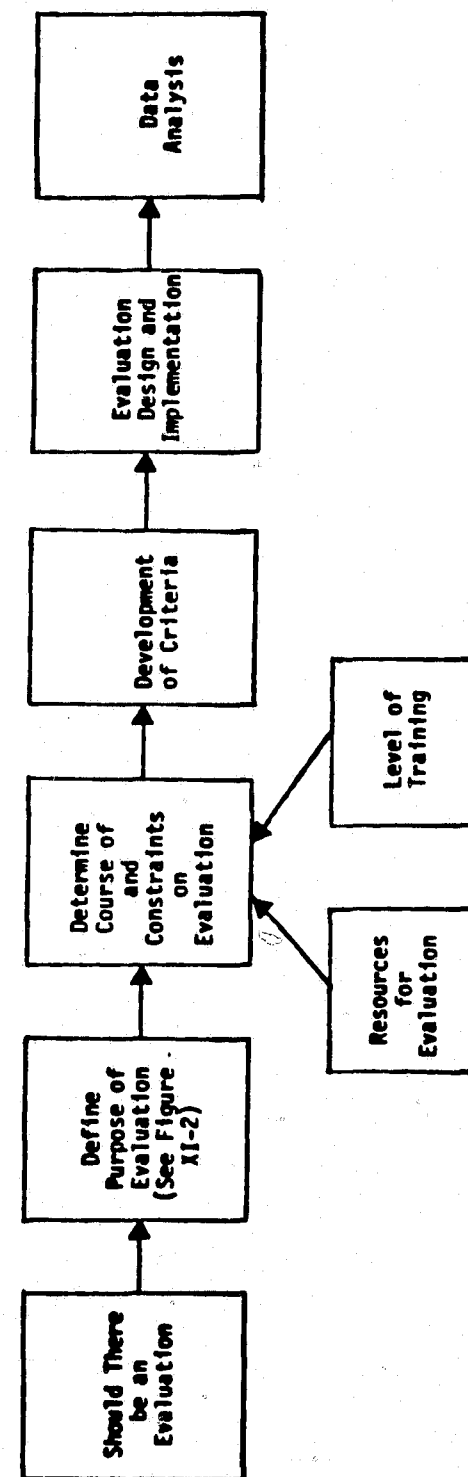 Should There
be an
Evaluation
Define
Purpose of
Evaluation
(See Figure .
XI-2)
Determine
Course of
and
Constraints
on
Evaluation
Resources
for
Evaluation
Level of
Training
Development
of Criteria
Evaluation
Design and
Implementation
Data
Analysis